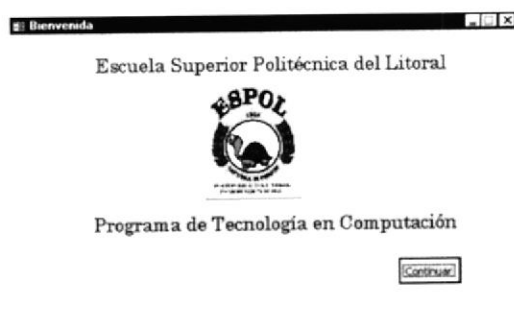 Bienvenida
Escuela Superior Politécnica del Litoral
ESPOL
Programa de Tecnología en Computación
Continuar